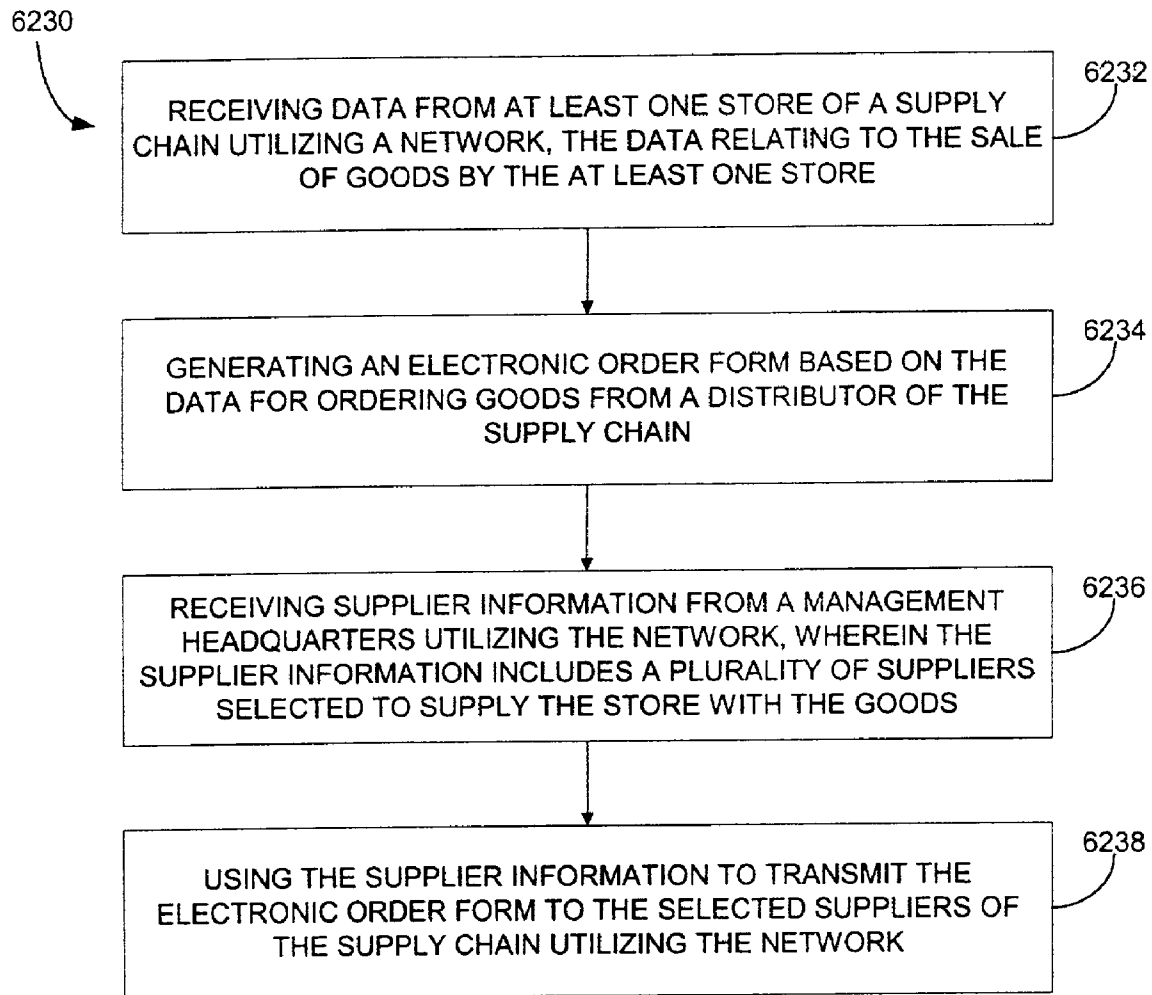 6230
6232
RECEIVING DATA FROM AT LEAST ONE STORE OF A SUPPLY
CHAIN UTILIZING A NETWORK, THE DATA RELATING TO THE SALE
OF GOODS BY THE AT LEAST ONE STORE
6234
GENERATING AN ELECTRONIC ORDER FORM BASED ON THE
DATA FOR ORDERING GOODS FROM A DISTRIBUTOR OF THE
SUPPLY CHAIN
6236
RECEIVING SUPPLIER INFORMATION FROM A MANAGEMENT
HEADQUARTERS UTILIZING THE NETWORK, WHEREIN THE
SUPPLIER INFORMATION INCLUDES A PLURALITY OF SUPPLIERS
SELECTED TO SUPPLY THE STORE WITH THE GOODS
6238
USING THE SUPPLIER INFORMATION TO TRANSMIT THE
ELECTRONIC ORDER FORM TO THE SELECTED SUPPLIERS OF
THE SUPPLY CHAIN UTILIZING THE NETWORK